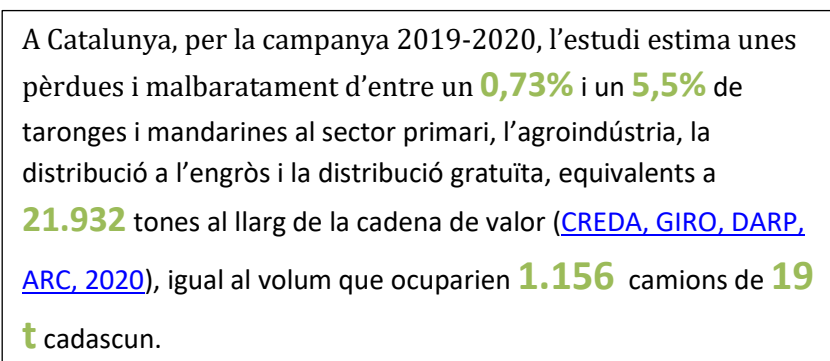 A Catalunya, per la campanya 2019-2020, l’estudi estima unes
pèrdues i malbaratament d’entre un 0,73% i un 5,5% de
taronges i mandarines al sector primari, l’agroindústria, la
distribució a l’engròs i la distribució gratuïta, equivalents a
21.932 tones al llarg de la cadena de valor (CREDA, GIRO, DARP,
ARC, 2020), igual al volum que ocuparien 1.156 camions de 19
t cadascun.